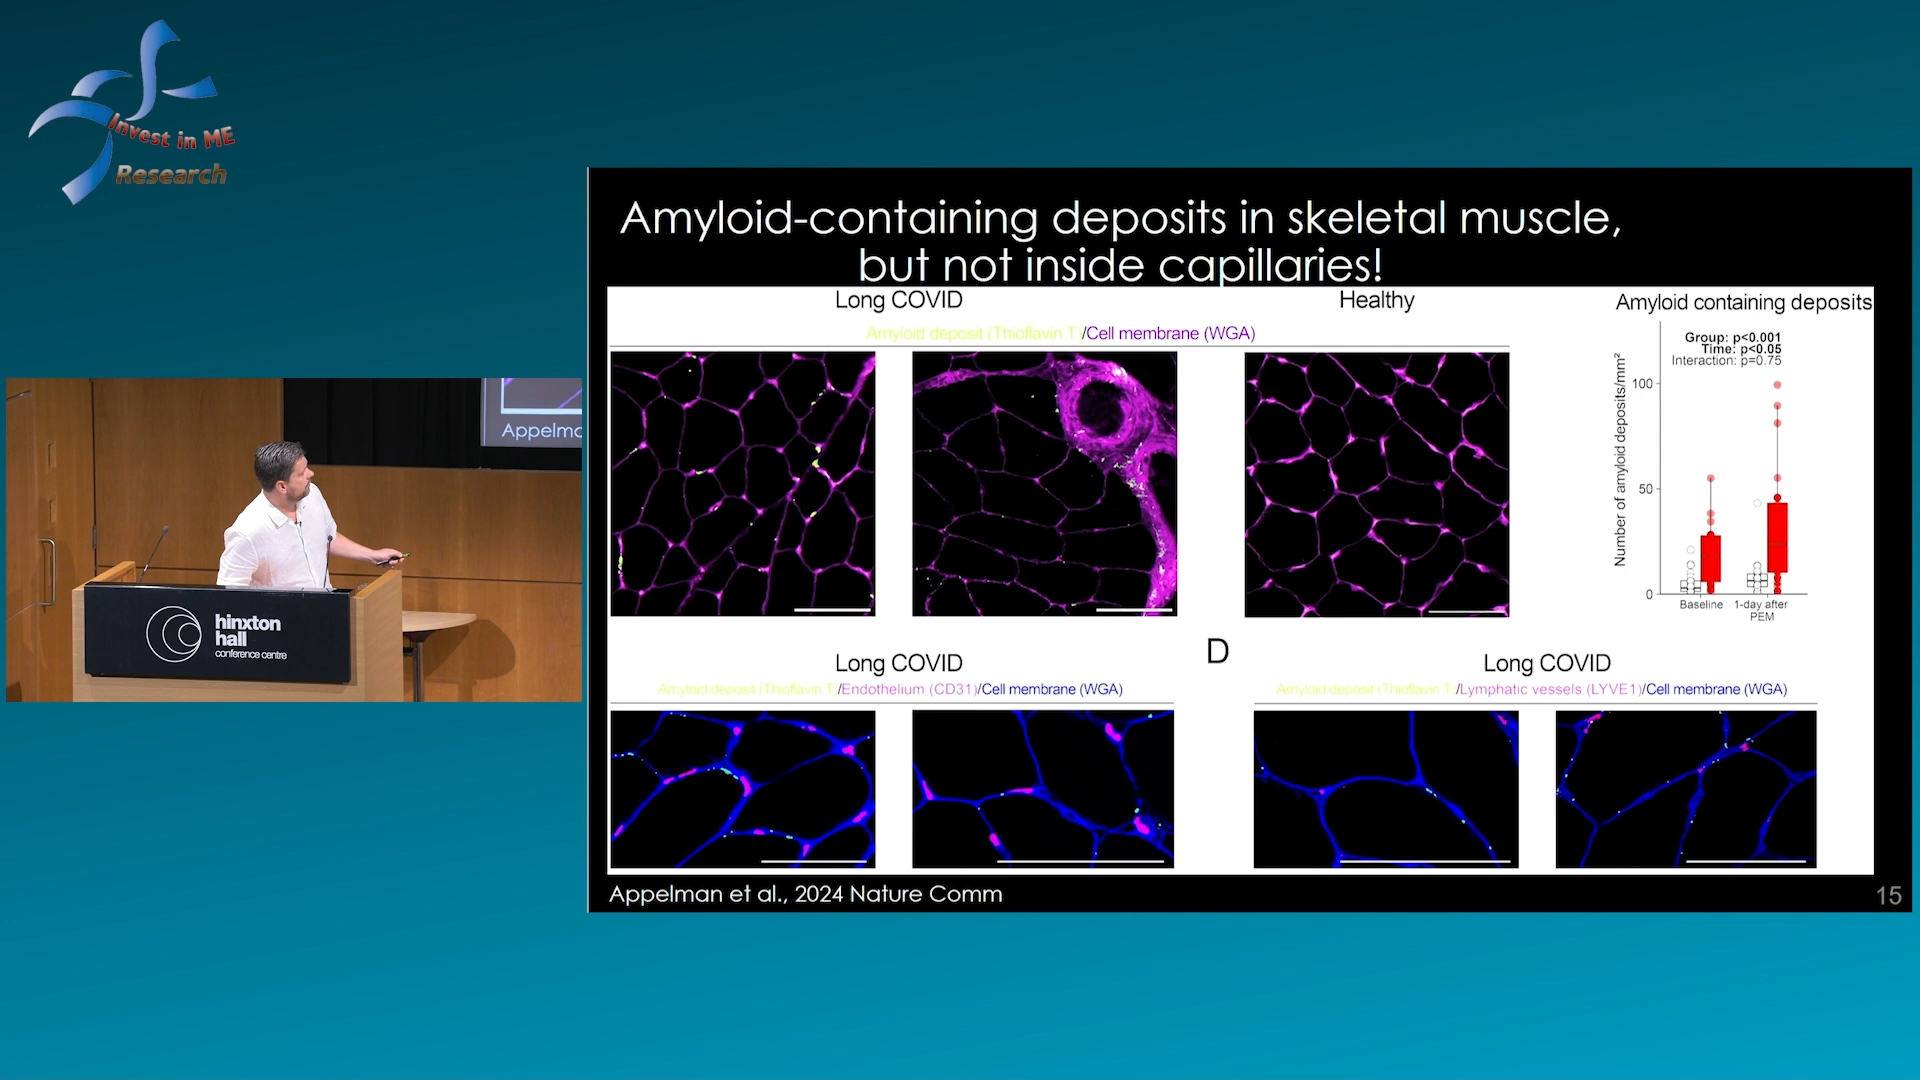 Invest in ME
Research
Amyloid-containing deposits in skeletal muscle,
but not inside capillaries!
Long COVID
Healthy
Amyloid deposit (Thioflavin T)/Cell membrane (WGA)
Amyloid containing deposits
Group: p<0.001
Time: p<0.05
Interaction: p=0.75
Number of amyloid deposits/mm²
100
50
0
Baseline
1-day after
PEM
Long COVID
Amyloid deposit (Thioflavin T)/Endothelium (CD31)/Cell membrane (WGA)
D
Long COVID
Amyloid deposit (Thioflavin T)/Lymphatic vessels (LYVE1)/Cell membrane (WGA)
Appelman et al., 2024 Nature Comm
15
Appelma
hinxton
hall
conference centre